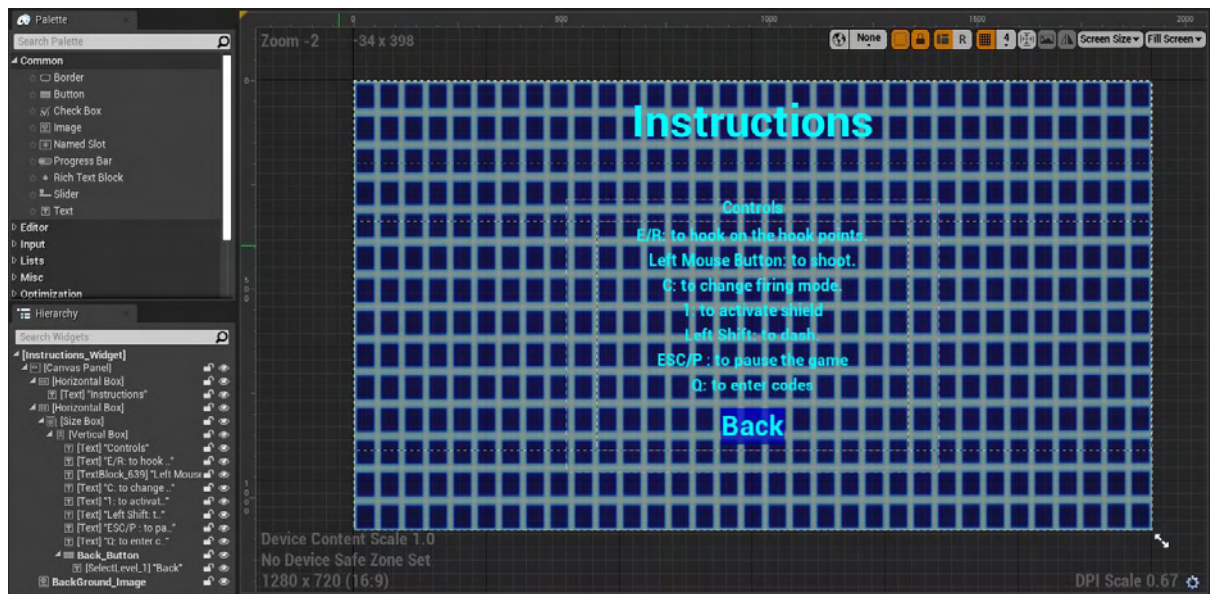 Palette
Search Palette
Common
Border
Button
Check Box
Image
Named Slot
Progress Bar
Rich Text Block
Slider
Text
Editor
Input
Lists
Misc
Optimization
Hierarchy
Search Widgets
[Instructions_Widget]
[Canvas Panel]
[Horizontal Box]
[Text] "Instructions"
[Horizontal Box]
[Size Box]
[Vertical Box]
[Text] "Controls"
[Text] "E/R: to hook .."
[TextBlock_639] "Left Mouse
[Text] "C: to change .."
[Text] "1: to activat.."
[Text] "Left Shift: t.."
[Text] "ESC/P : to pa.."
[Text] "Q: to enter c.."
Back_Button
[SelectLevel_1] "Back"
BackGround_Image
0 500 1000 1500 2000
Zoom -2 -34 x 398
None R 4 Screen Size Fill Screen
0
500
1000
Instructions
Controls
E/R: to hook on the hook points.
Left Mouse Button: to shoot.
C: to change firing mode.
1: to activate shield
Left Shift: to dash.
ESC/P : to pause the game
Q: to enter codes
Back
Device Content Scale 1.0
No Device Safe Zone Set
1280 x 720 (16:9)
DPI Scale 0.67